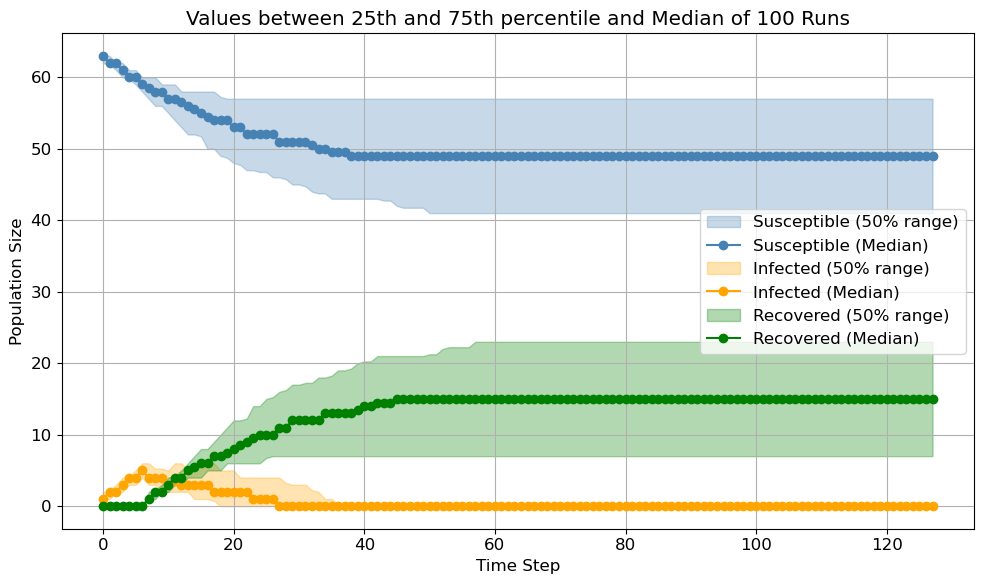 Values between 25th and 75th percentile and Median of 100 Runs
Population Size
60
50
40
30
20
10
0
Susceptible (50% range)
Susceptible (Median)
Infected (50% range)
Infected (Median)
Recovered (50% range)
Recovered (Median)
0 20 40 60 80 100 120
Time Step